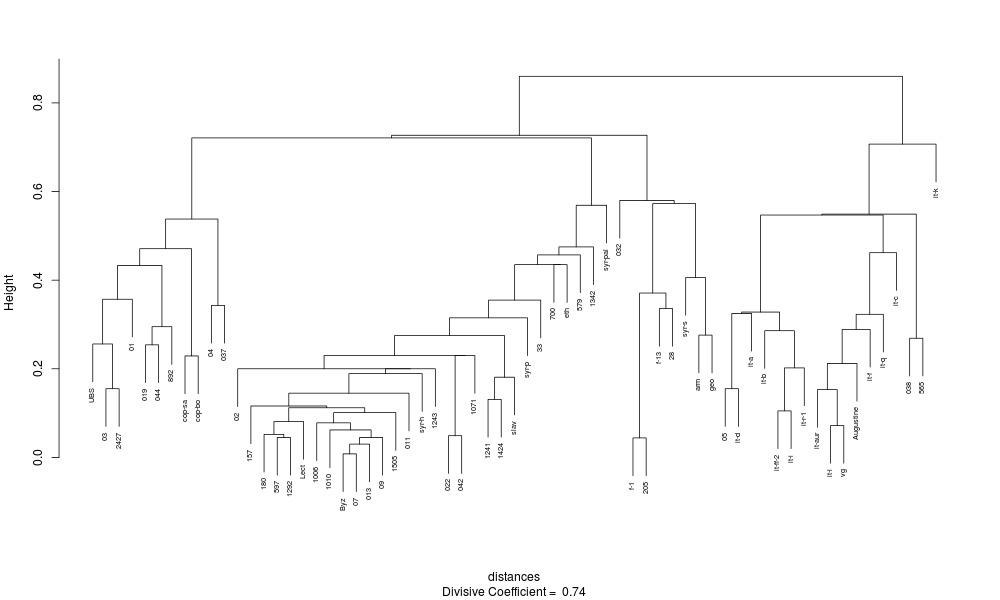 Height
0.8
0.6
0.4
0.2
0.0
UBS
03
2427
01
019
044
892
cop-sa
cop-bo
04
037
02
157
180
597
1292
Lect
1006
1010
Byz
07
013
09
1505
011
syr-h
1243
022
042
1071
1241
1424
slav
syr-p
33
700
eth
579
1342
syr-pal
032
f-1
205
f-13
28
syr-s
arm
geo
05
it-d
it-a
it-b
it-ff-2
it-i
it-r-1
it-aur
it-l
vg
Augustine
it-f
it-q
it-c
038
565
it-k
distances
Divisive Coefficient = 0.74